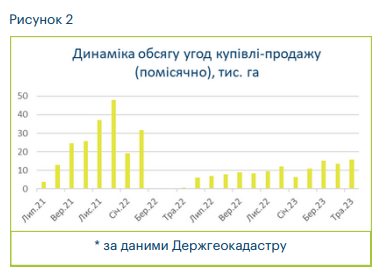 Рисунок 2
Динаміка обсягу угод купівлі-продажу
(помісячно), тис. га
50
40
30
20
10
0
Лип.21
Вер.21
Лис.21
Січ.22
Бер.22
Тра.22
Лип.22
Вер.22
Лис.22
Січ.23
Бер.23
Тра.23
* за даними Держгеокадастру